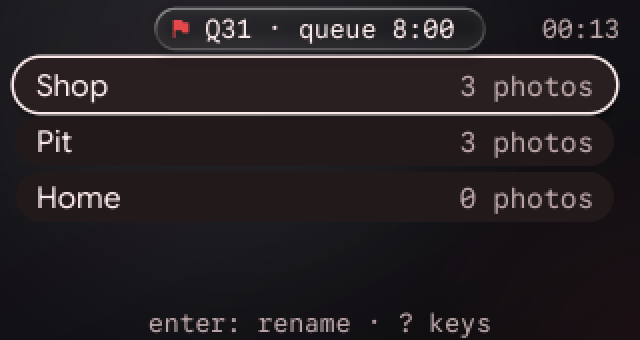 Q31 · queue 8:00 00:13
Shop 3 photos
Pit 3 photos
Home 0 photos
enter: rename · ? keys